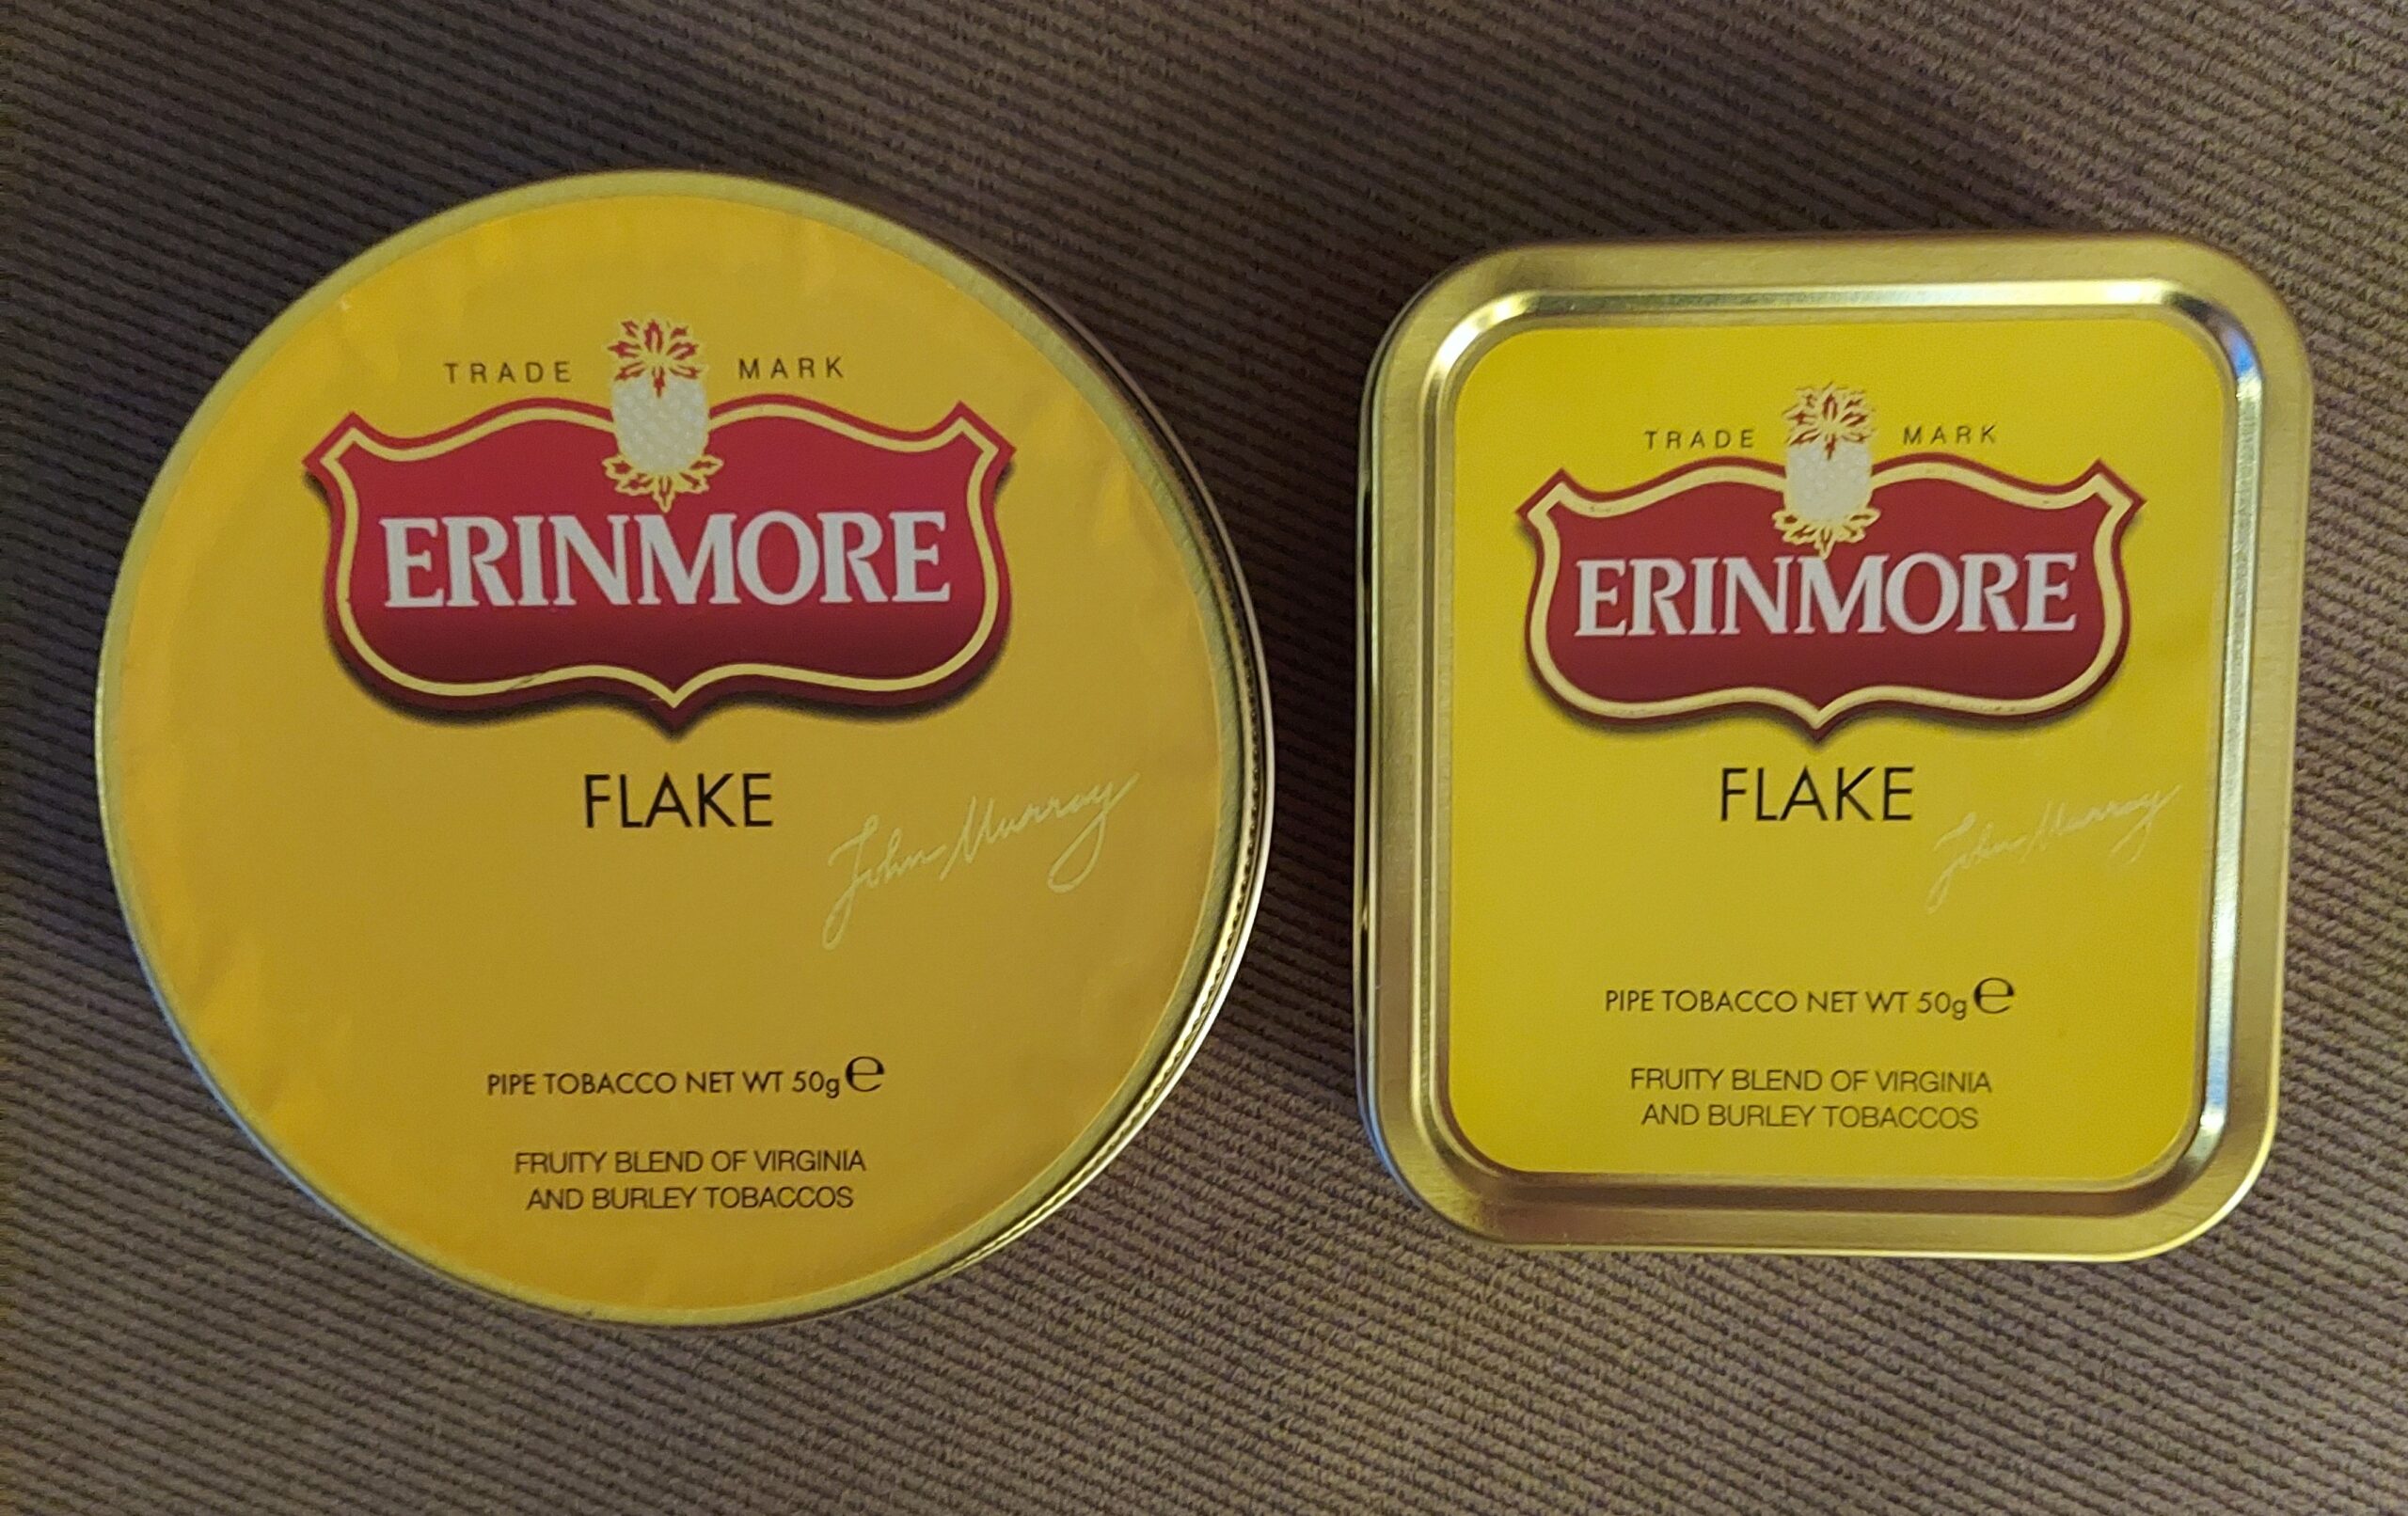 TRADE MARK
ERINMORE
FLAKE
John Murray
PIPE TOBACCO NET WT 50g ℮
FRUITY BLEND OF VIRGINIA
AND BURLEY TOBACCOS
TRADE MARK
ERINMORE
FLAKE
John Murray
PIPE TOBACCO NET WT 50g ℮
FRUITY BLEND OF VIRGINIA
AND BURLEY TOBACCOS